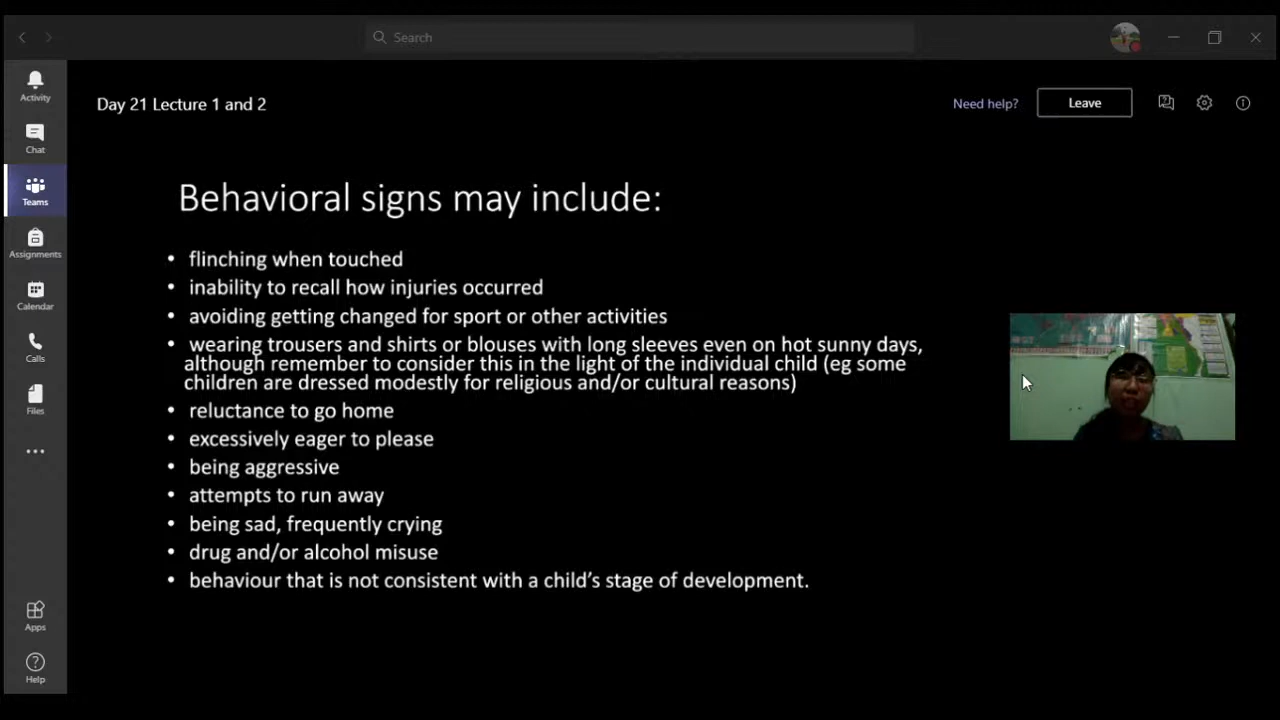 Search
Activity
Chat
Teams
Assignments
Calendar
Calls
Files
Apps
Help
Day 21 Lecture 1 and 2
Need help?
Leave
Behavioral signs may include:
• flinching when touched
• inability to recall how injuries occurred
• avoiding getting changed for sport or other activities
• wearing trousers and shirts or blouses with long sleeves even on hot sunny days,
although remember to consider this in the light of the individual child (eg some
children are dressed modestly for religious and/or cultural reasons)
• reluctance to go home
• excessively eager to please
• being aggressive
• attempts to run away
• being sad, frequently crying
• drug and/or alcohol misuse
• behaviour that is not consistent with a child's stage of development.